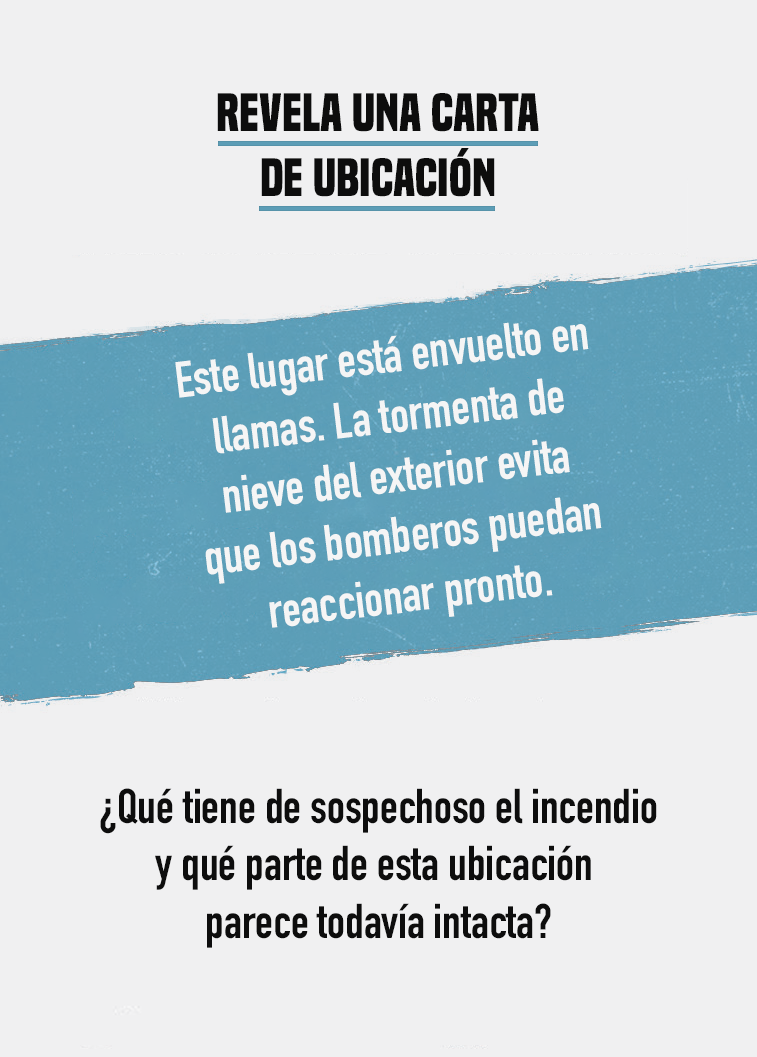 REVELA UNA CARTA
DE UBICACIÓN
Este lugar está envuelto en
llamas. La tormenta de
nieve del exterior evita
que los bomberos puedan
reaccionar pronto.
¿Qué tiene de sospechoso el incendio
y qué parte de esta ubicación
parece todavía intacta?